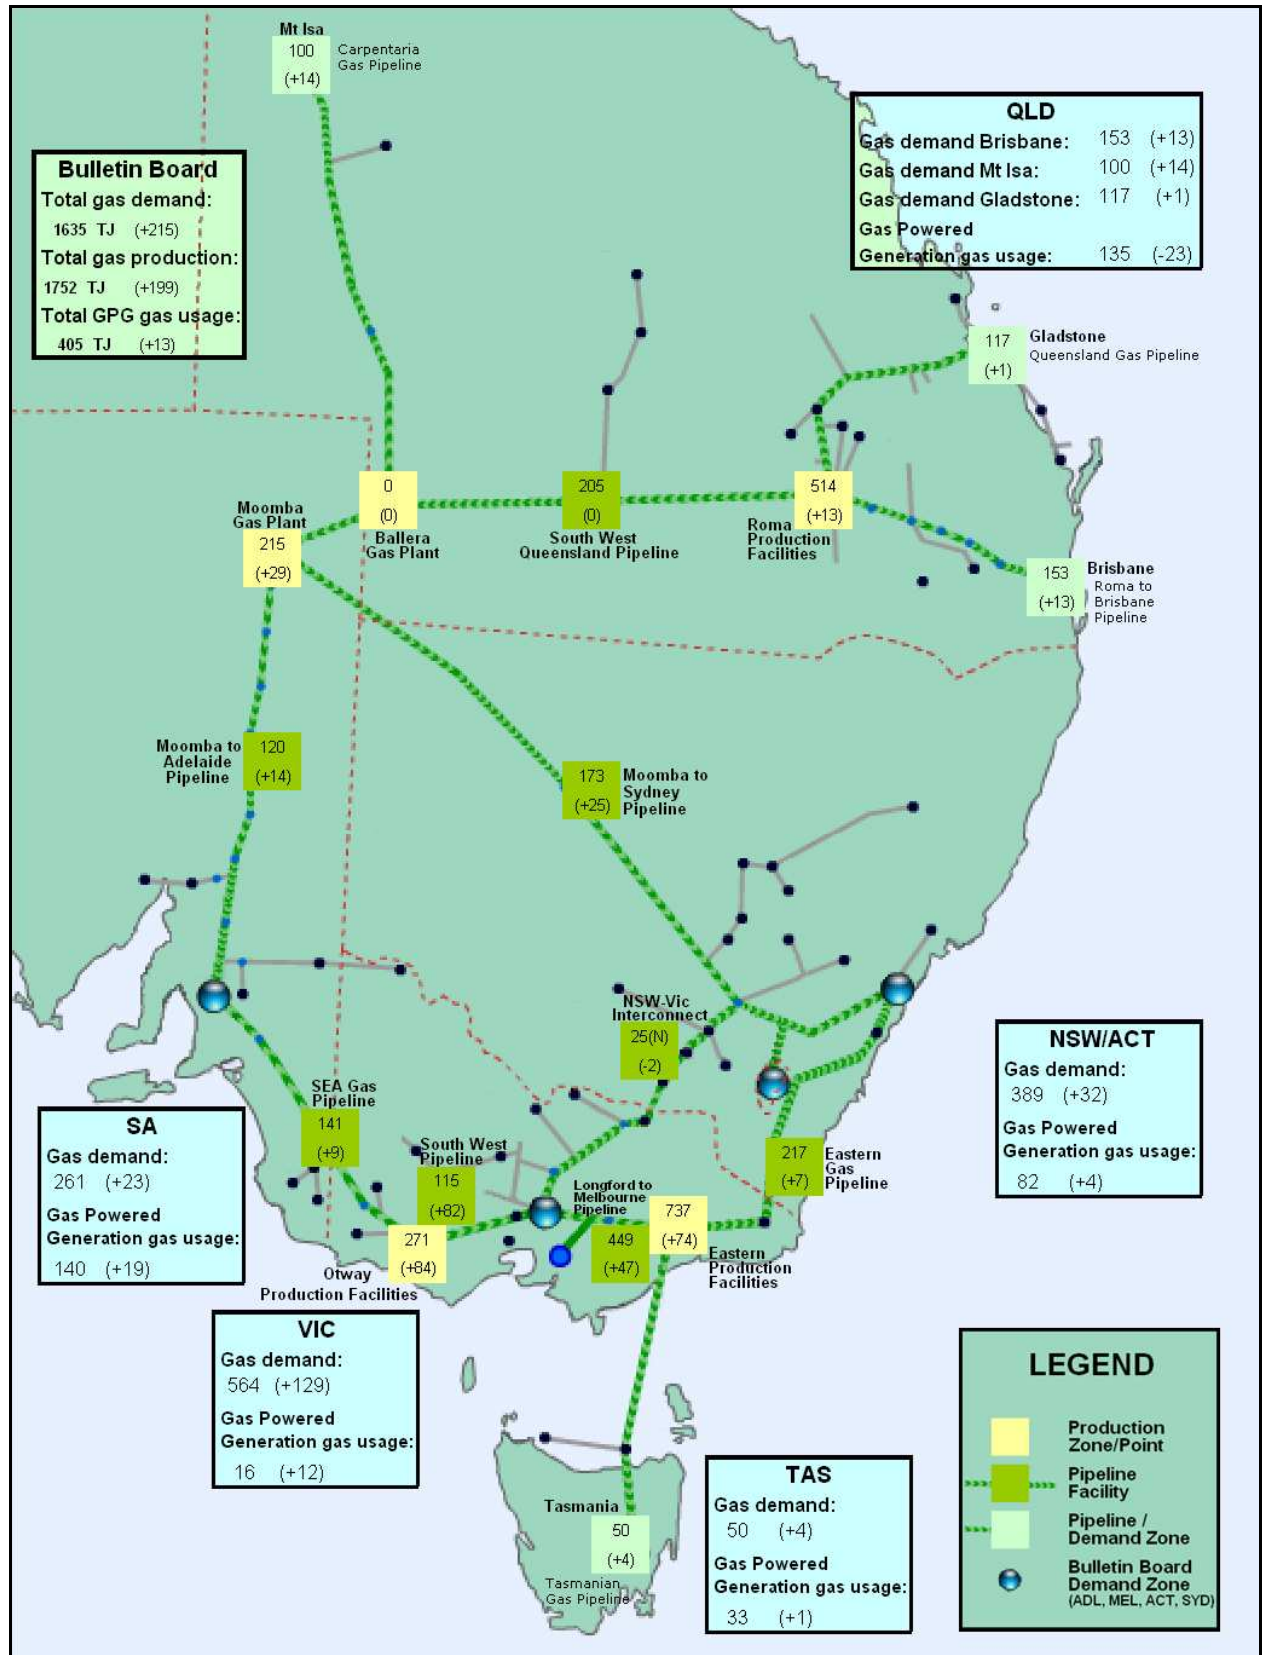 Mt Isa
100
(+14)
Carpentaria
Gas Pipeline
QLD
Gas demand Brisbane: 153 (+13)
Gas demand Mt Isa: 100 (+14)
Gas demand Gladstone: 117 (+1)
Gas Powered
Generation gas usage: 135 (-23)
Bulletin Board
Total gas demand:
1635 TJ (+215)
Total gas production:
1752 TJ (+199)
Total GPG gas usage:
405 TJ (+13)
117
(+1)
Gladstone
Queensland Gas Pipeline
0
(0)
Ballera
Gas Plant
205
(0)
South West
Queensland Pipeline
514
(+13)
Roma
Production
Facilities
Moomba
Gas Plant
215
(+29)
153
(+13)
Brisbane
Roma to
Brisbane
Pipeline
Moomba to
Adelaide
Pipeline
120
(+14)
173
(+25)
Moomba to
Sydney
Pipeline
NSW-Vic
Interconnect
25(N)
(-2)
NSW/ACT
Gas demand:
389 (+32)
Gas Powered
Generation gas usage:
82 (+4)
SEA Gas
Pipeline
141
(+9)
SA
Gas demand:
261 (+23)
Gas Powered
Generation gas usage:
140 (+19)
South West
Pipeline
115
(+82)
217
(+7)
Eastern
Gas
Pipeline
Longford to
Melbourne
Pipeline
449
(+47)
737
(+74)
Eastern
Production
Facilities
271
(+84)
Otway
Production Facilities
VIC
Gas demand:
564 (+129)
Gas Powered
Generation gas usage:
16 (+12)
LEGEND
Production
Zone/Point
Pipeline
Facility
Pipeline /
Demand Zone
Bulletin Board
Demand Zone
(ADL, MEL, ACT, SYD)
TAS
Gas demand:
50 (+4)
Gas Powered
Generation gas usage:
33 (+1)
Tasmania
50
(+4)
Tasmanian
Gas Pipeline